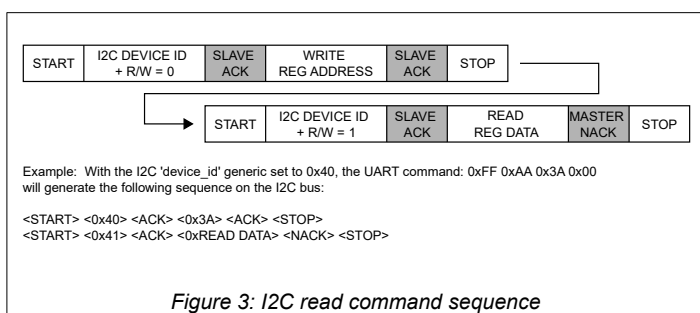 START
I2C DEVICE ID
+ R/W = 0
SLAVE
ACK
WRITE
REG ADDRESS
SLAVE
ACK
STOP
START
I2C DEVICE ID
+ R/W = 1
SLAVE
ACK
READ
REG DATA
MASTER
NACK
STOP
Example: With the I2C 'device_id' generic set to 0x40, the UART command: 0xFF 0xAA 0x3A 0x00
will generate the following sequence on the I2C bus:
<START> <0x40> <ACK> <0x3A> <ACK> <STOP>
<START> <0x41> <ACK> <0xREAD DATA> <NACK> <STOP>
Figure 3: I2C read command sequence